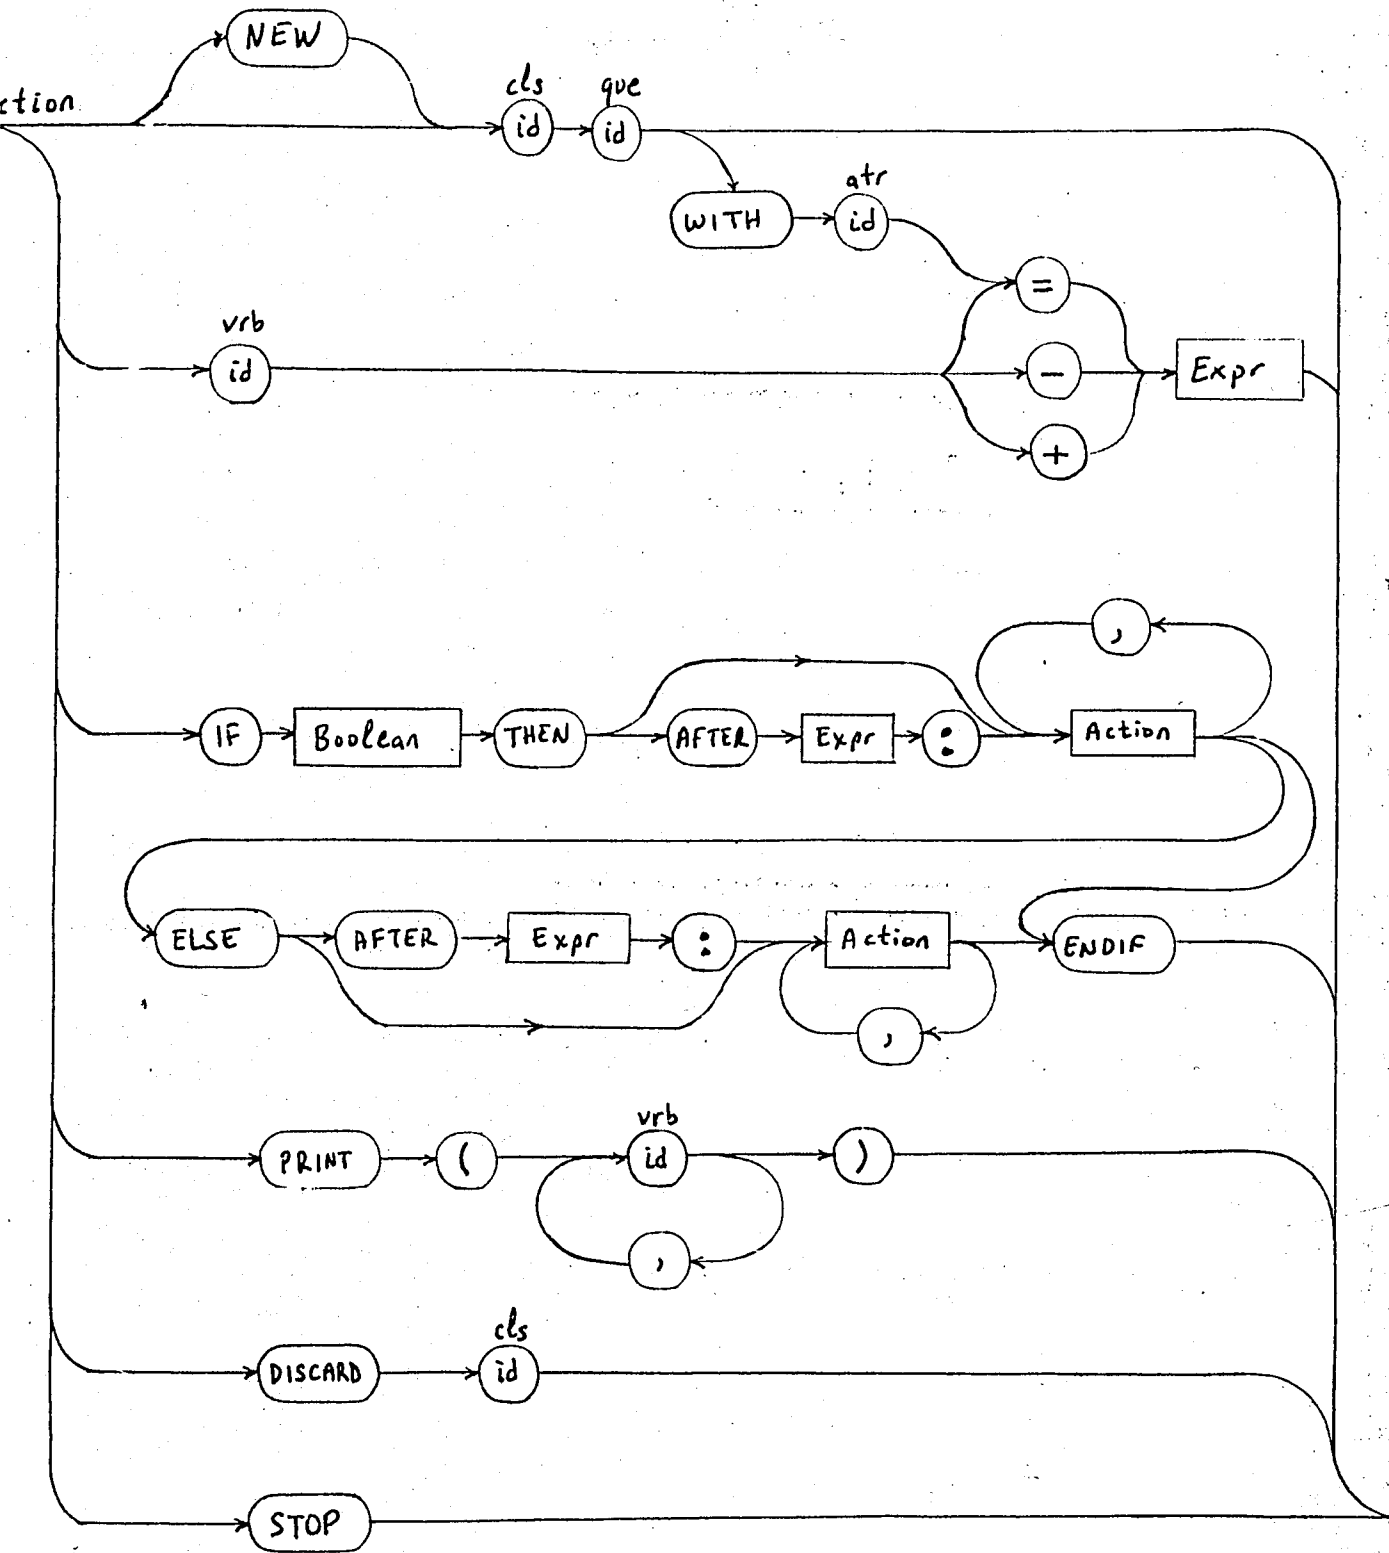 NEW
ction
cls que
id id
atr
WITH id
=
vrb
id - Expr
+
,
IF Boolean THEN AFTER Expr : Action
ELSE AFTER Expr : Action ENDIF
,
vrb
PRINT ( id )
,
cls
DISCARD id
STOP